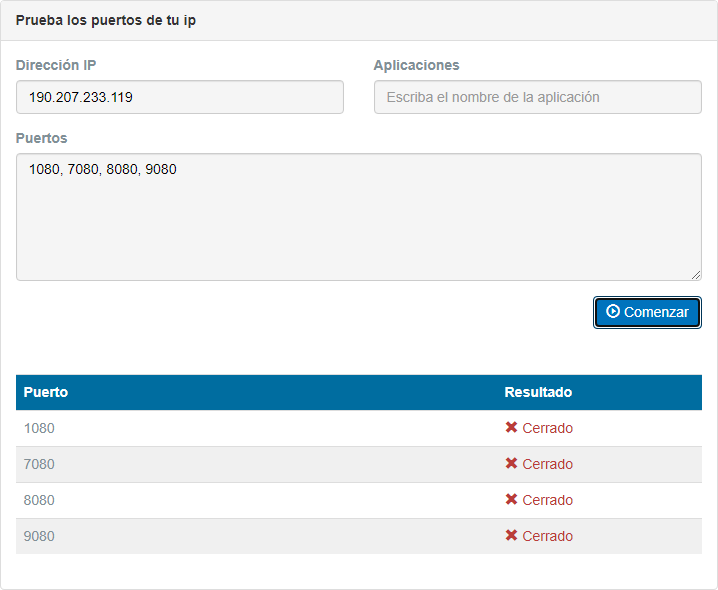 Prueba los puertos de tu ip
Dirección IP
Aplicaciones
190.207.233.119
Escriba el nombre de la aplicación
Puertos
1080, 7080, 8080, 9080
Comenzar
Puerto Resultado
1080 Cerrado
7080 Cerrado
8080 Cerrado
9080 Cerrado